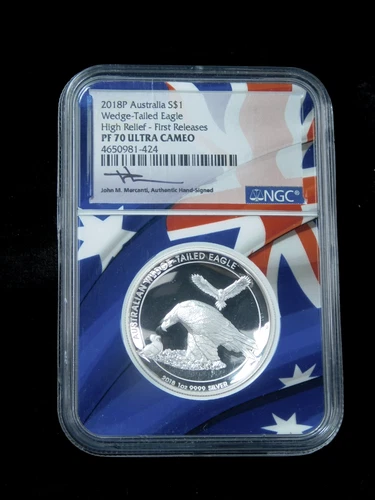 2018P Australia S$1
Wedge-Tailed Eagle
High Relief - First Releases
PF 70 ULTRA CAMEO
4650981-424
John M. Mercanti, Authentic Hand-Signed
NGC®
AUSTRALIAN WEDGE-TAILED EAGLE
2018 1oz 9999 SILVER